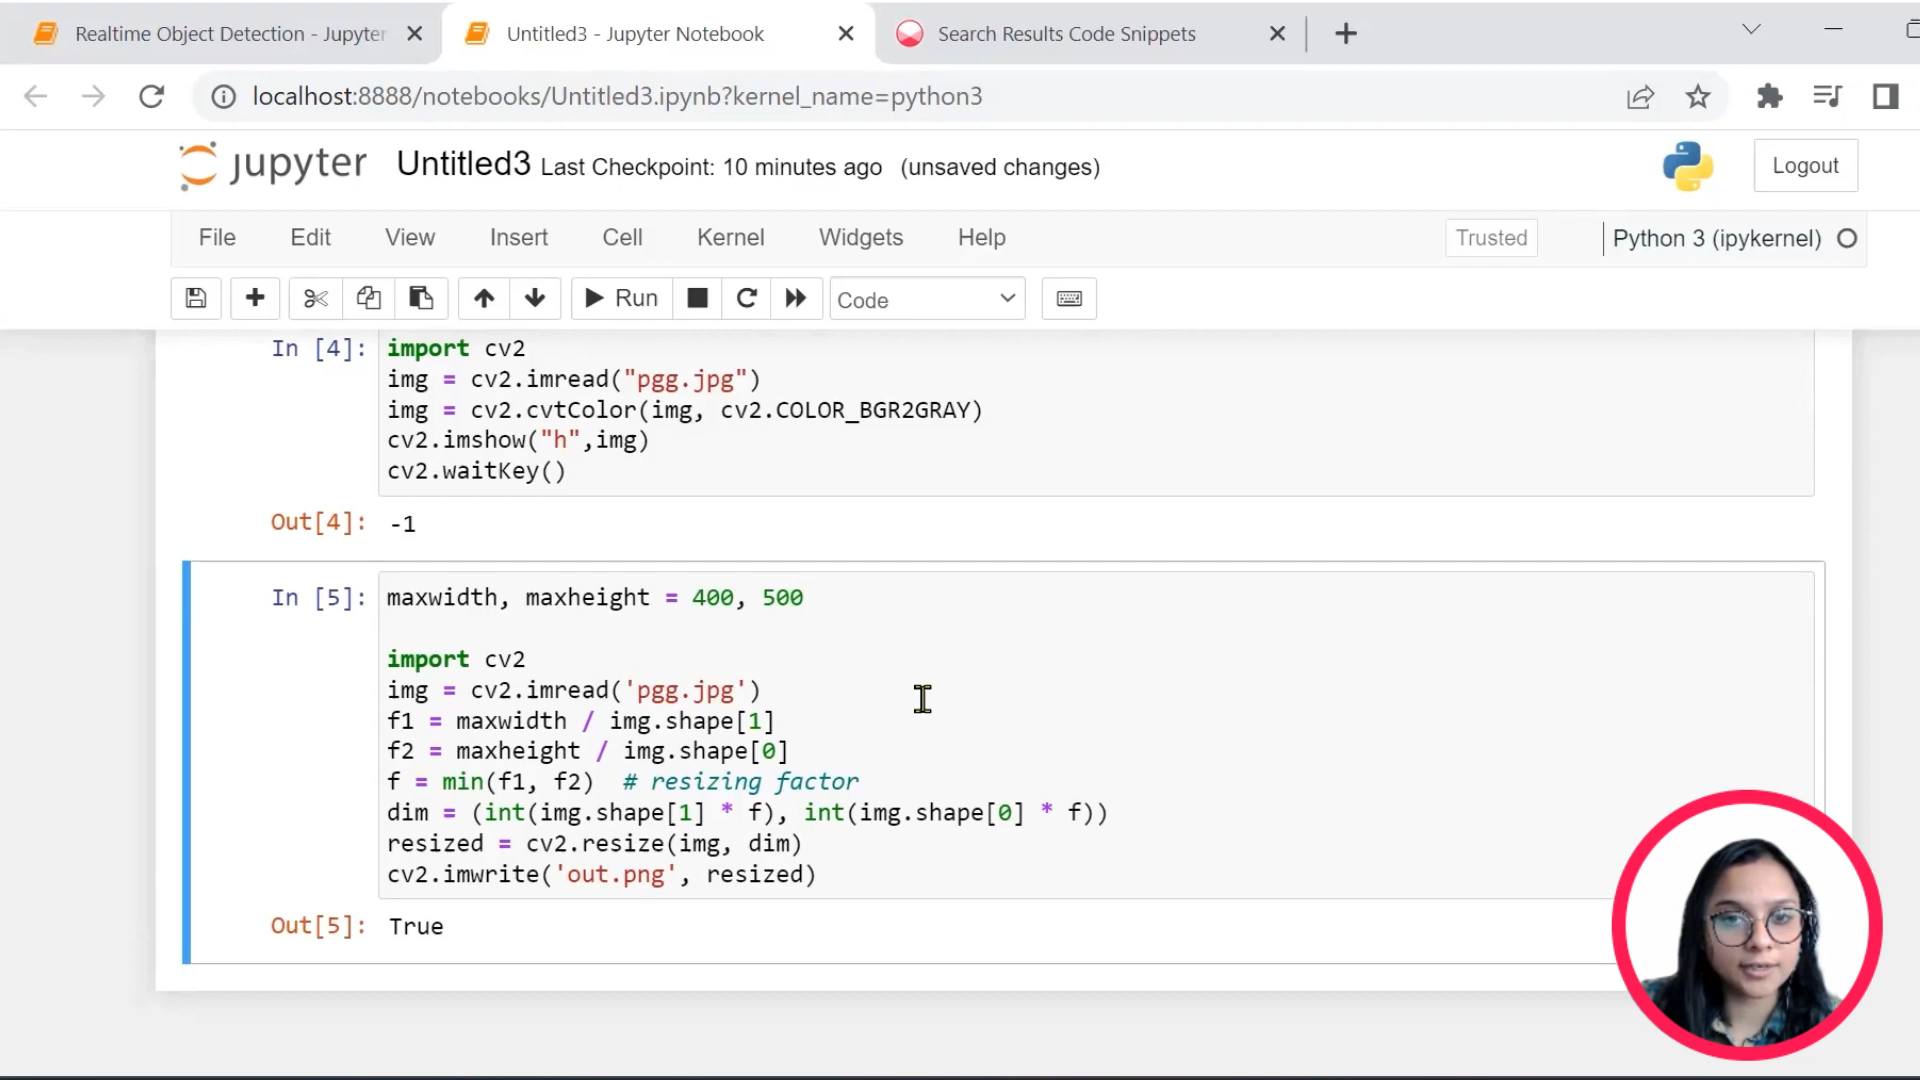 Realtime Object Detection - Jupyter
Untitled3 - Jupyter Notebook
Search Results Code Snippets
localhost:8888/notebooks/Untitled3.ipynb?kernel_name=python3
jupyter Untitled3 Last Checkpoint: 10 minutes ago (unsaved changes)
Logout
File Edit View Insert Cell Kernel Widgets Help
Trusted
Python 3 (ipykernel)
Run
Code
In [4]:
import cv2
img = cv2.imread("pgg.jpg")
img = cv2.cvtColor(img, cv2.COLOR_BGR2GRAY)
cv2.imshow("h",img)
cv2.waitKey()
Out[4]: -1
In [5]:
maxwidth, maxheight = 400, 500
import cv2
img = cv2.imread('pgg.jpg')
f1 = maxwidth / img.shape[1]
f2 = maxheight / img.shape[0]
f = min(f1, f2)  # resizing factor
dim = (int(img.shape[1] * f), int(img.shape[0] * f))
resized = cv2.resize(img, dim)
cv2.imwrite('out.png', resized)
Out[5]: True